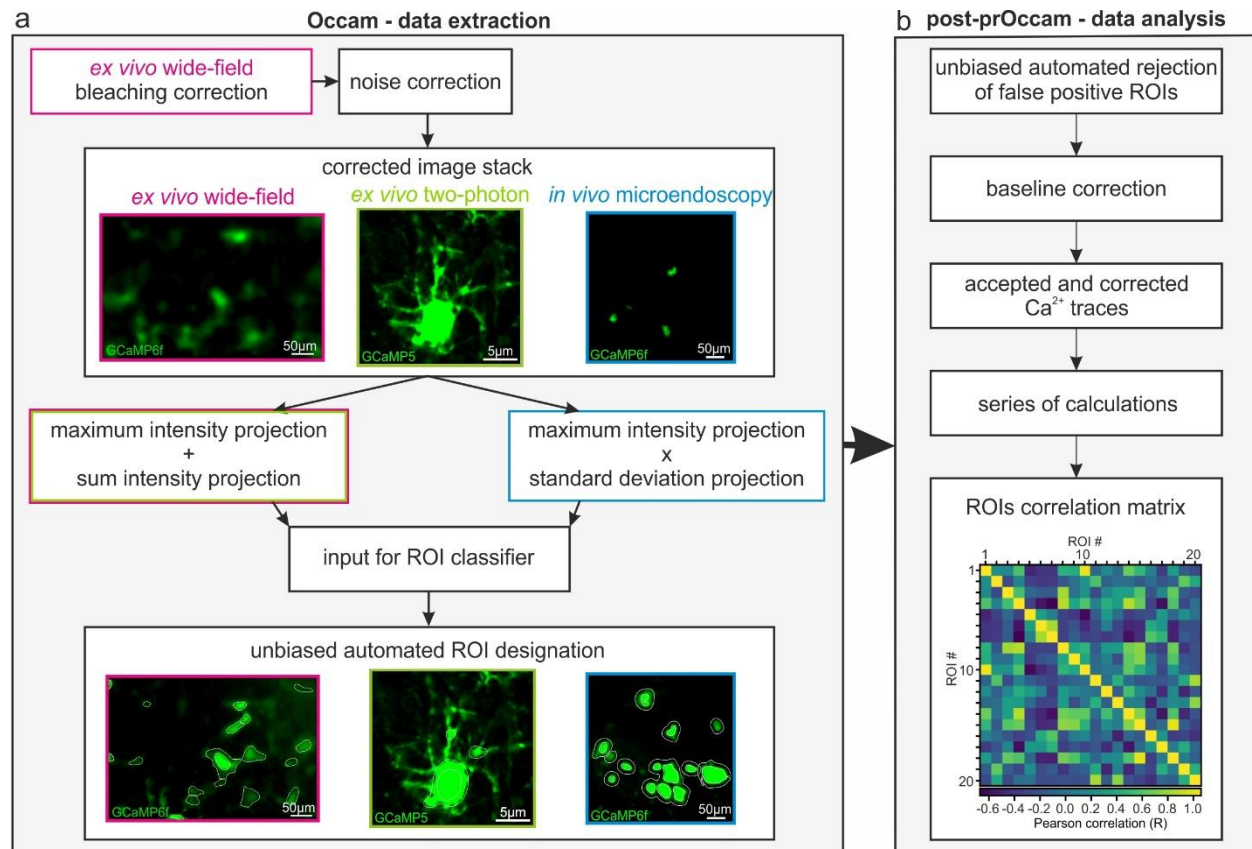 a
Occam - data extraction
ex vivo wide-field
bleaching correction
noise correction
corrected image stack
ex vivo wide-field
ex vivo two-photon
in vivo microendoscopy
GCaMP6f
50µm
GCaMP5
5µm
GCaMP6f
50µm
maximum intensity projection
+
sum intensity projection
maximum intensity projection
x
standard deviation projection
input for ROI classifier
unbiased automated ROI designation
GCaMP6f
50µm
GCaMP5
5µm
GCaMP6f
50µm
b
post-prOccam - data analysis
unbiased automated rejection
of false positive ROIs
baseline correction
accepted and corrected
Ca²⁺ traces
series of calculations
ROIs correlation matrix
ROI #
1 10 20
1
ROI #
10
20
-0.6 -0.4 -0.2 0.0 0.2 0.4 0.6 0.8 1.0
Pearson correlation (R)